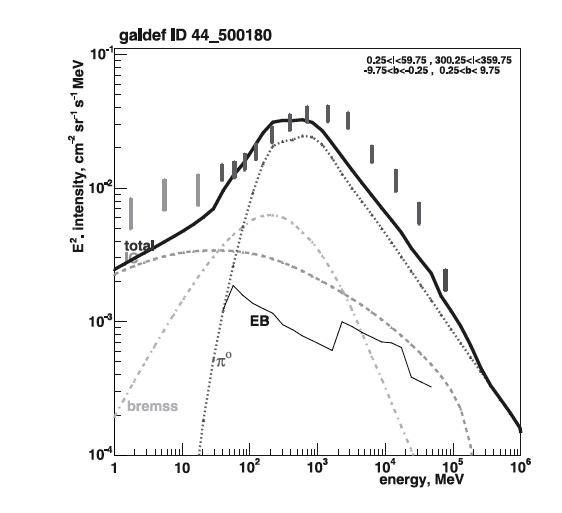 galdef ID 44_500180
10⁻¹
0.25<l<59.75 , 300.25<l<359.75
-9.75<b<-0.25 , 0.25<b< 9.75
E². intensity, cm⁻² sr⁻¹ s⁻¹ MeV
10⁻²
total
IC
10⁻³
EB
π⁰
bremss
10⁻⁴
1 10 10² 10³ 10⁴ 10⁵ 10⁶
energy, MeV